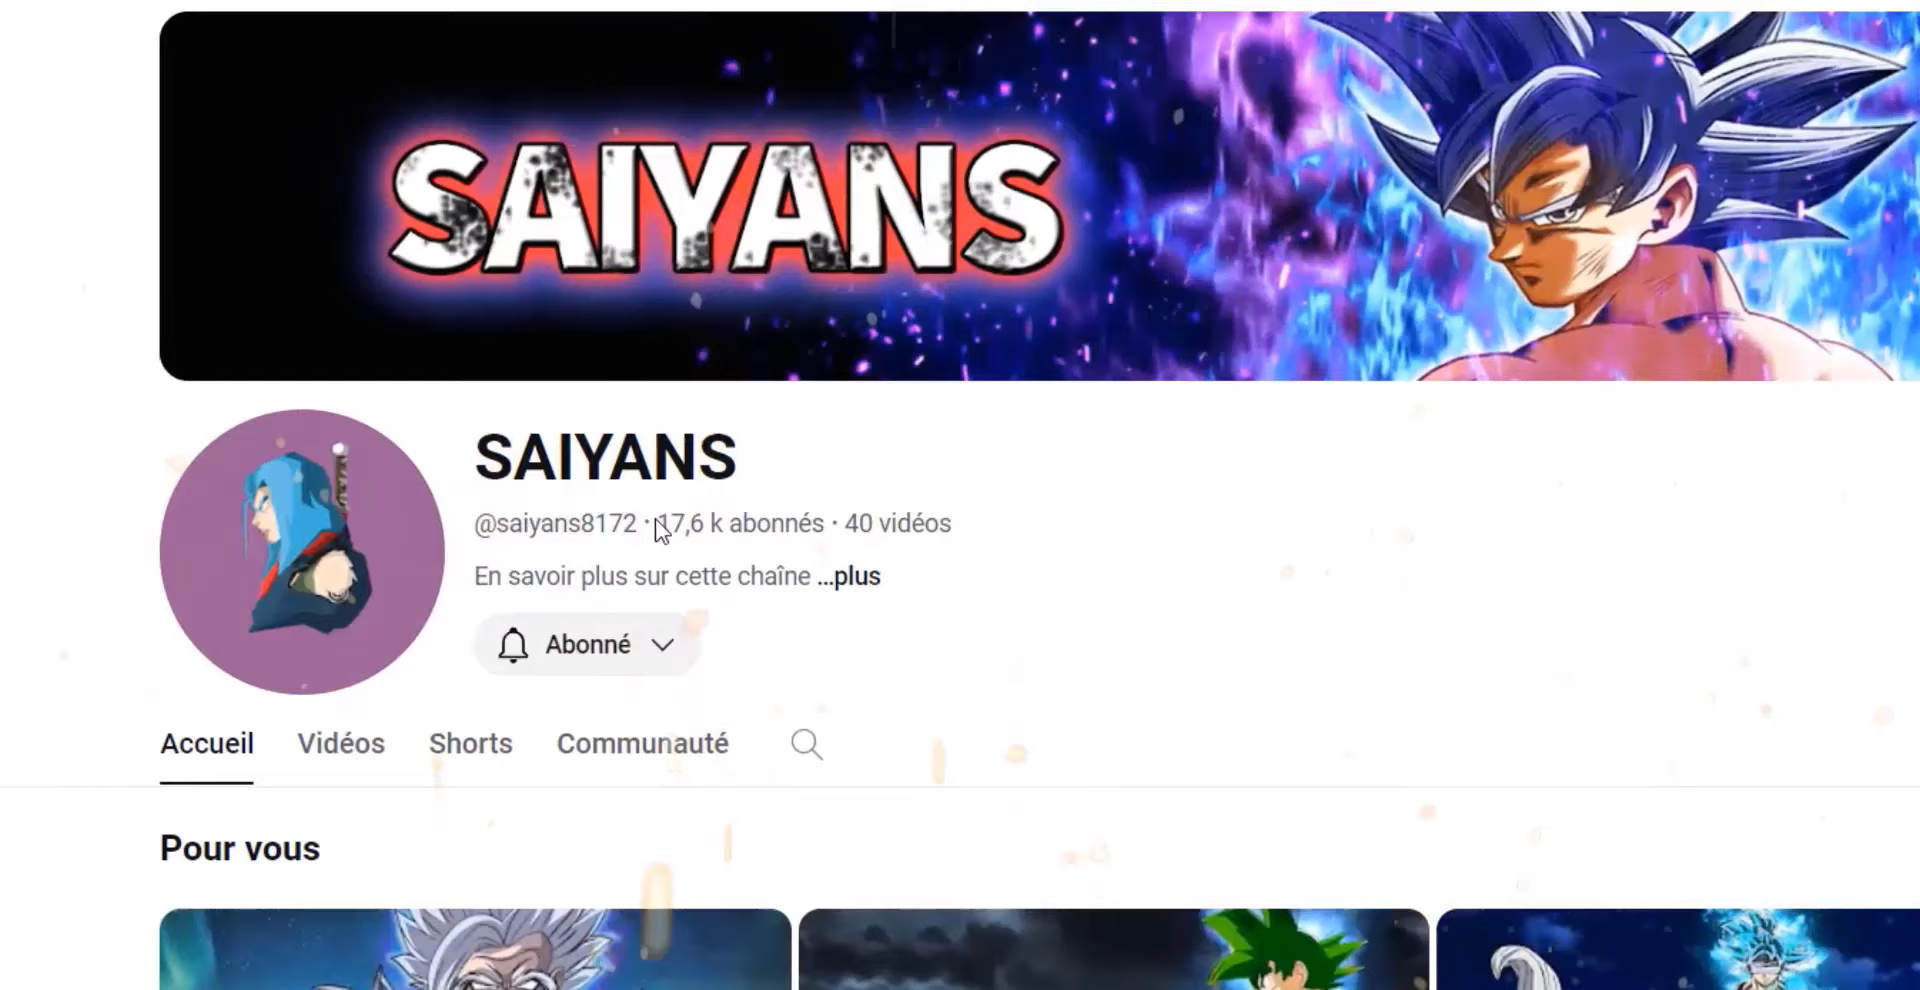 SAIYANS
SAIYANS
@saiyans8172 · 17,6 k abonnés · 40 vidéos
En savoir plus sur cette chaîne ...plus
Abonné
Accueil Vidéos Shorts Communauté
Pour vous